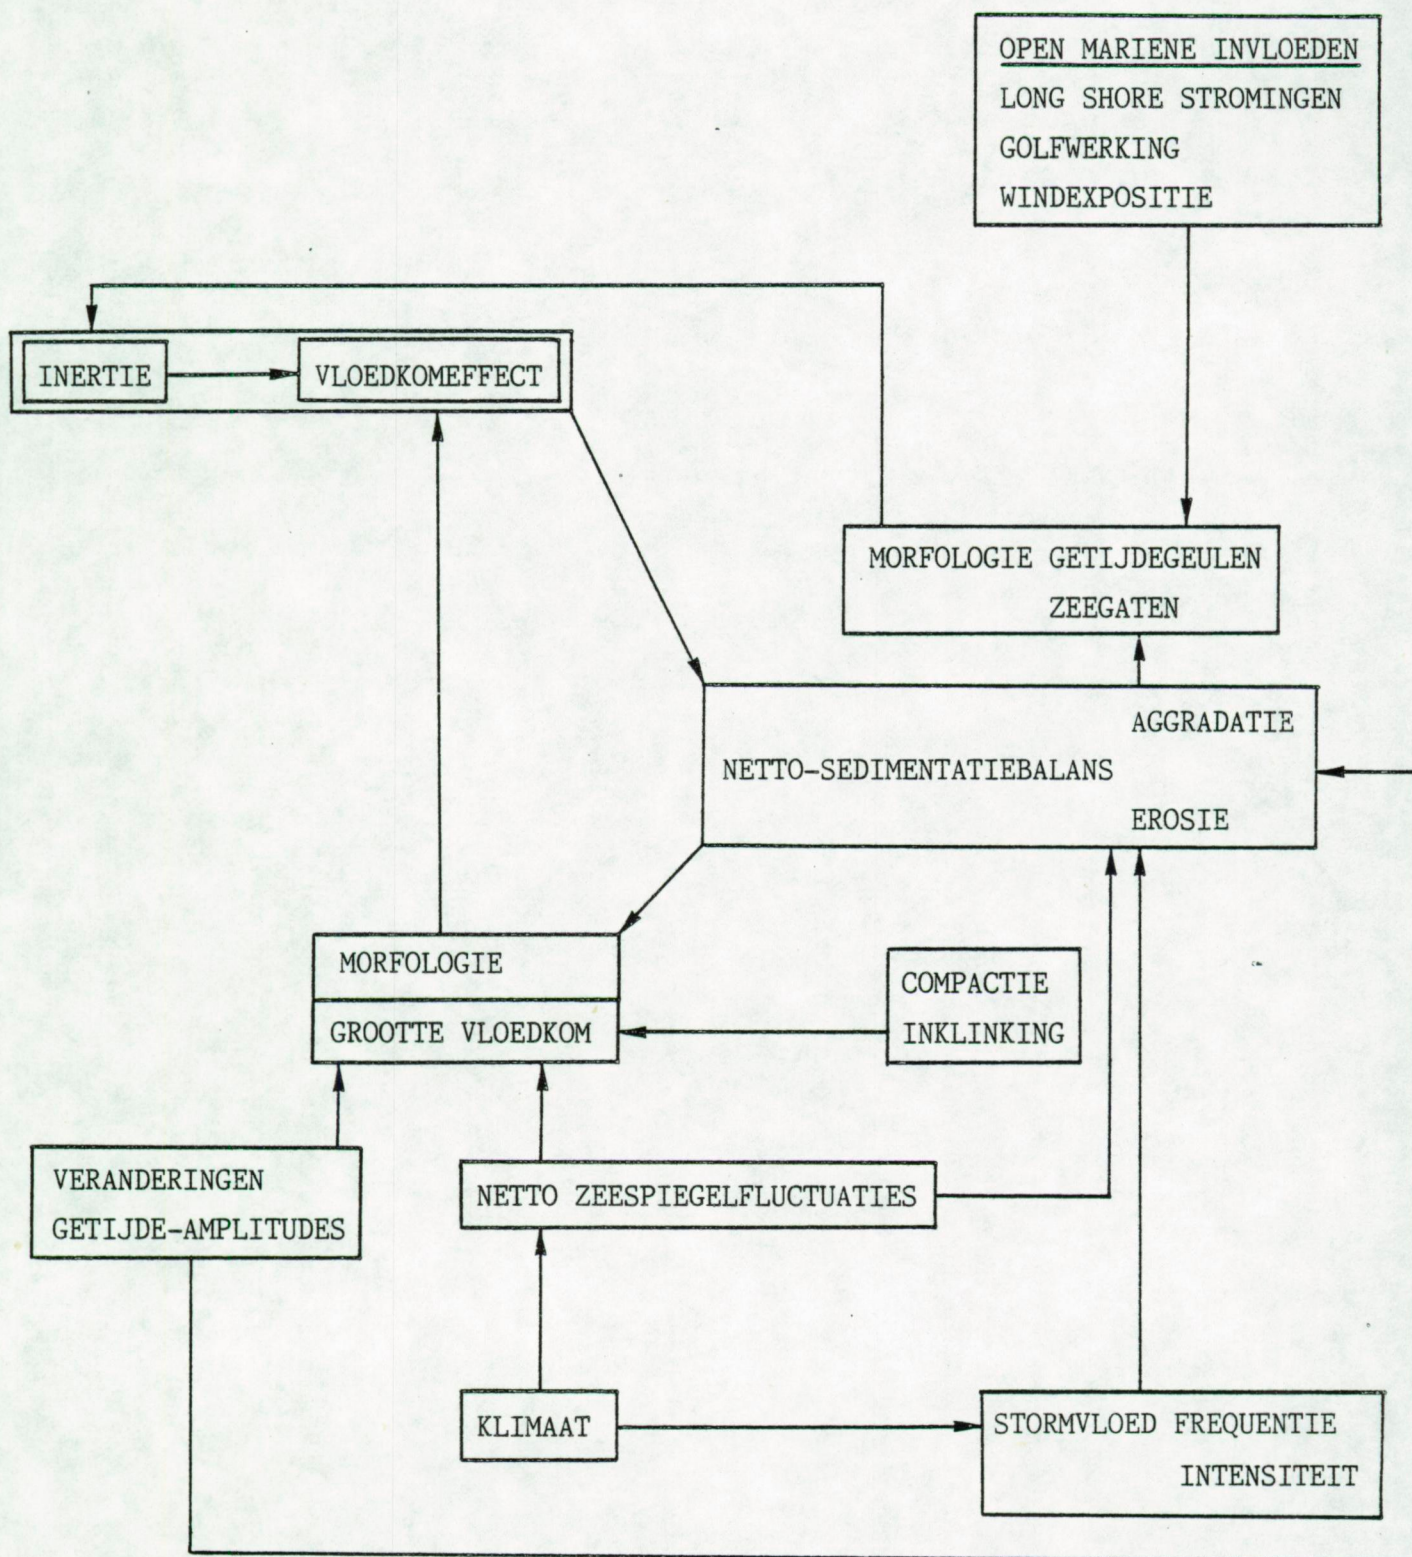 OPEN MARIENE INVLOEDEN
LONG SHORE STROMINGEN
GOLFWERKING
WINDEXPOSITIE
INERTIE
VLOEDKOMEFFECT
MORFOLOGIE GETIJDEGEULEN
ZEEGATEN
AGGRADATIE
NETTO-SEDIMENTATIEBALANS
EROSIE
MORFOLOGIE
GROOTTE VLOEDKOM
COMPACTIE
INKLINKING
VERANDERINGEN
GETIJDE-AMPLITUDES
NETTO ZEESPIEGELFLUCTUATIES
KLIMAAT
STORMVLOED FREQUENTIE
INTENSITEIT